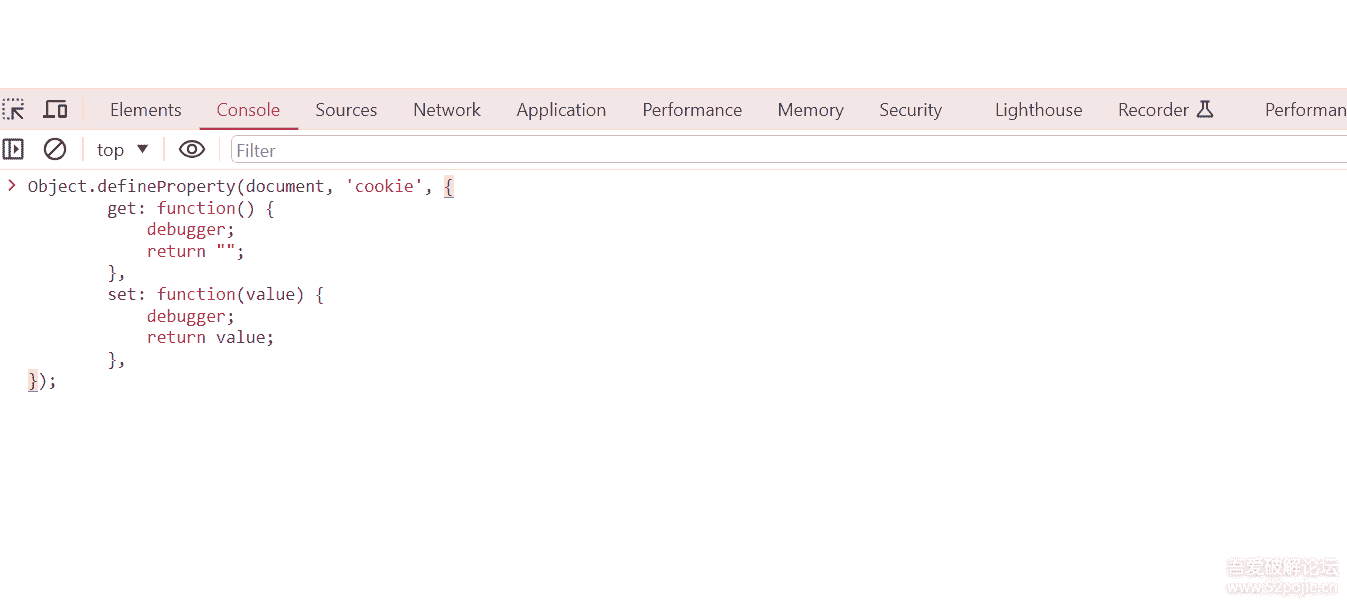 Elements Console Sources Network Application Performance Memory Security Lighthouse Recorder Performan
top Filter
> Object.defineProperty(document, 'cookie', {
get: function() {
debugger;
return "";
},
set: function(value) {
debugger;
return value;
},
});
吾爱破解论坛
www.52pojie.cn